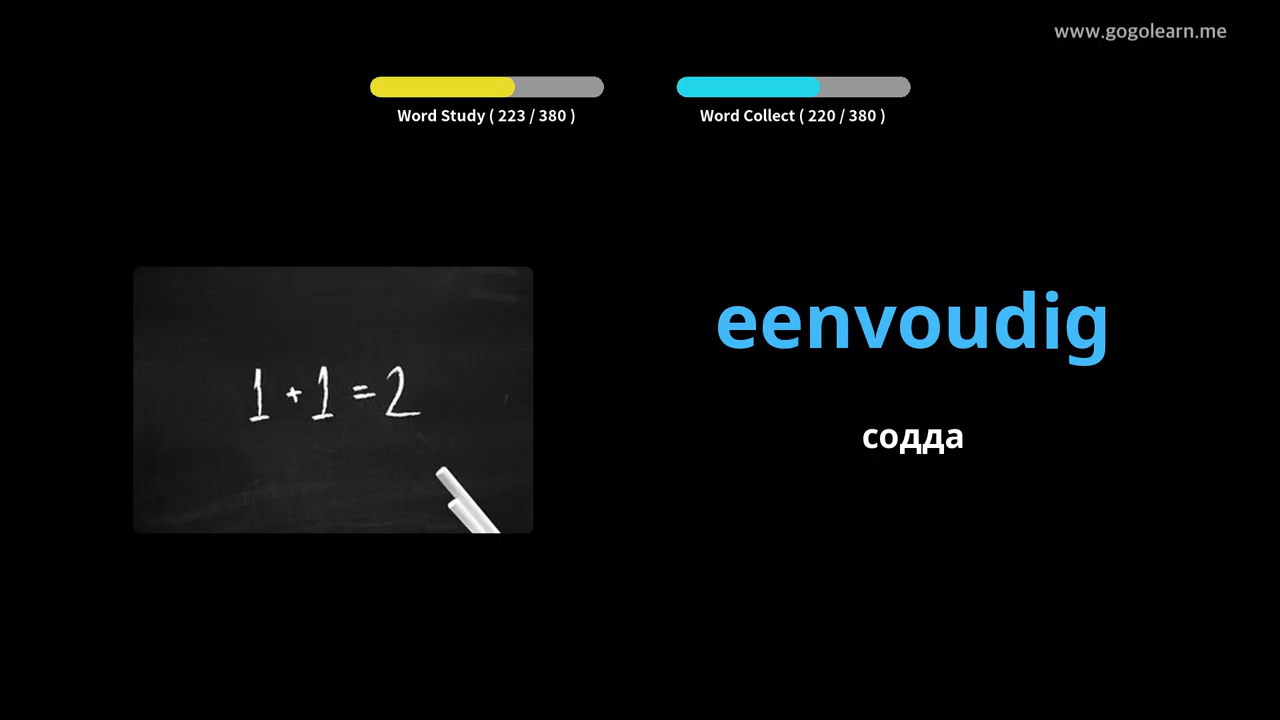 www.gogolearn.me
Word Study ( 223 / 380 )
Word Collect ( 220 / 380 )
1 + 1 = 2
eenvoudig
содда